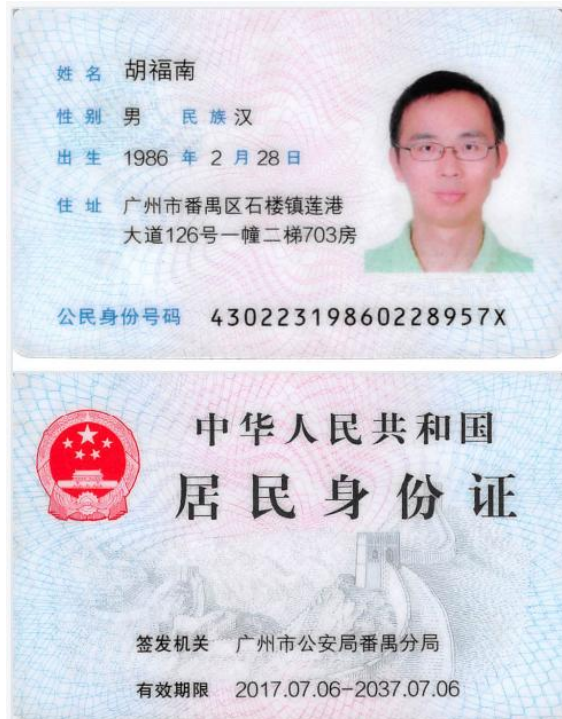 姓名 胡福南
性别 男 民族 汉
出生 1986 年 2 月 28 日
住址 广州市番禺区石楼镇莲港
大道126号一幢二梯703房
公民身份号码 43022319860228957X
中华人民共和国
居民身份证
签发机关 广州市公安局番禺分局
有效期限 2017.07.06-2037.07.06